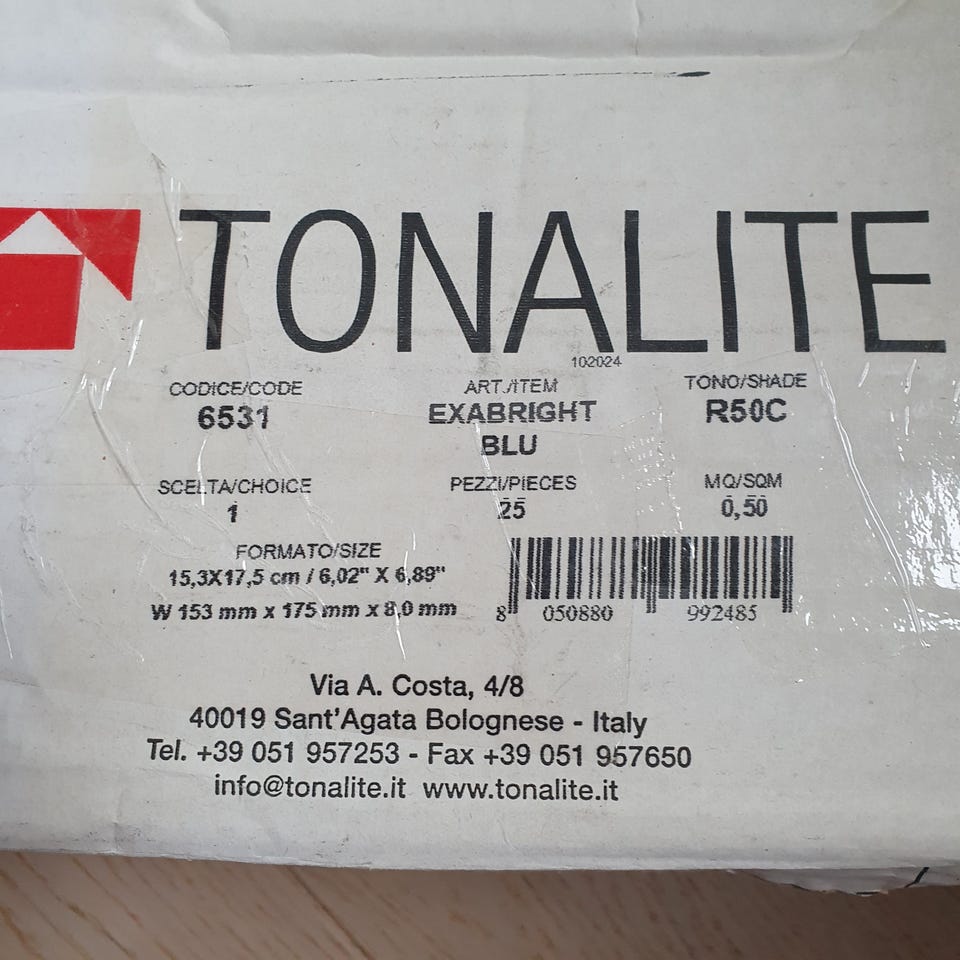 TONALITE
102024
CODICE/CODE ART./ITEM TONO/SHADE
6531 EXABRIGHT R50C
BLU
SCELTA/CHOICE PEZZI/PIECES MQ/SQM
1 25 0,50
FORMATO/SIZE
15,3X17,5 cm / 6,02" X 6,89"
W 153 mm x 175 mm x 8,0 mm
8 050880 992485
Via A. Costa, 4/8
40019 Sant'Agata Bolognese - Italy
Tel. +39 051 957253 - Fax +39 051 957650
info@tonalite.it www.tonalite.it